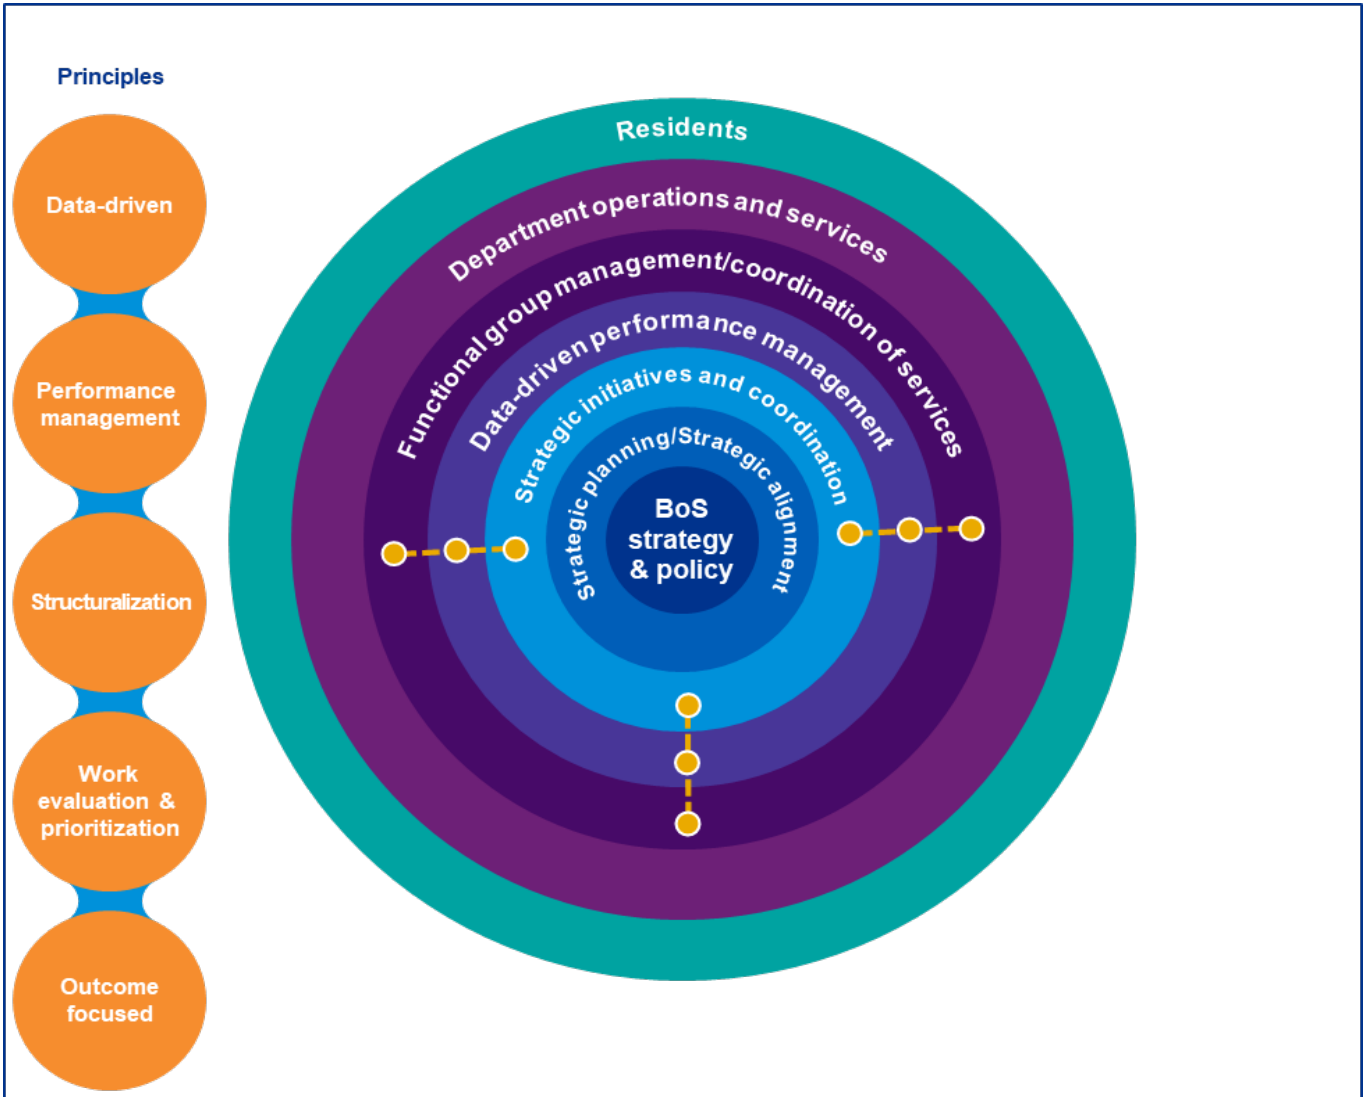 Principles
Data-driven
Performance
management
Structuralization
Work
evaluation &
prioritization
Outcome
focused
Residents
Department operations and services
Functional group management/coordination of services
Data-driven performance management
Strategic initiatives and coordination
Strategic planning/Strategic alignment
BoS
strategy
& policy